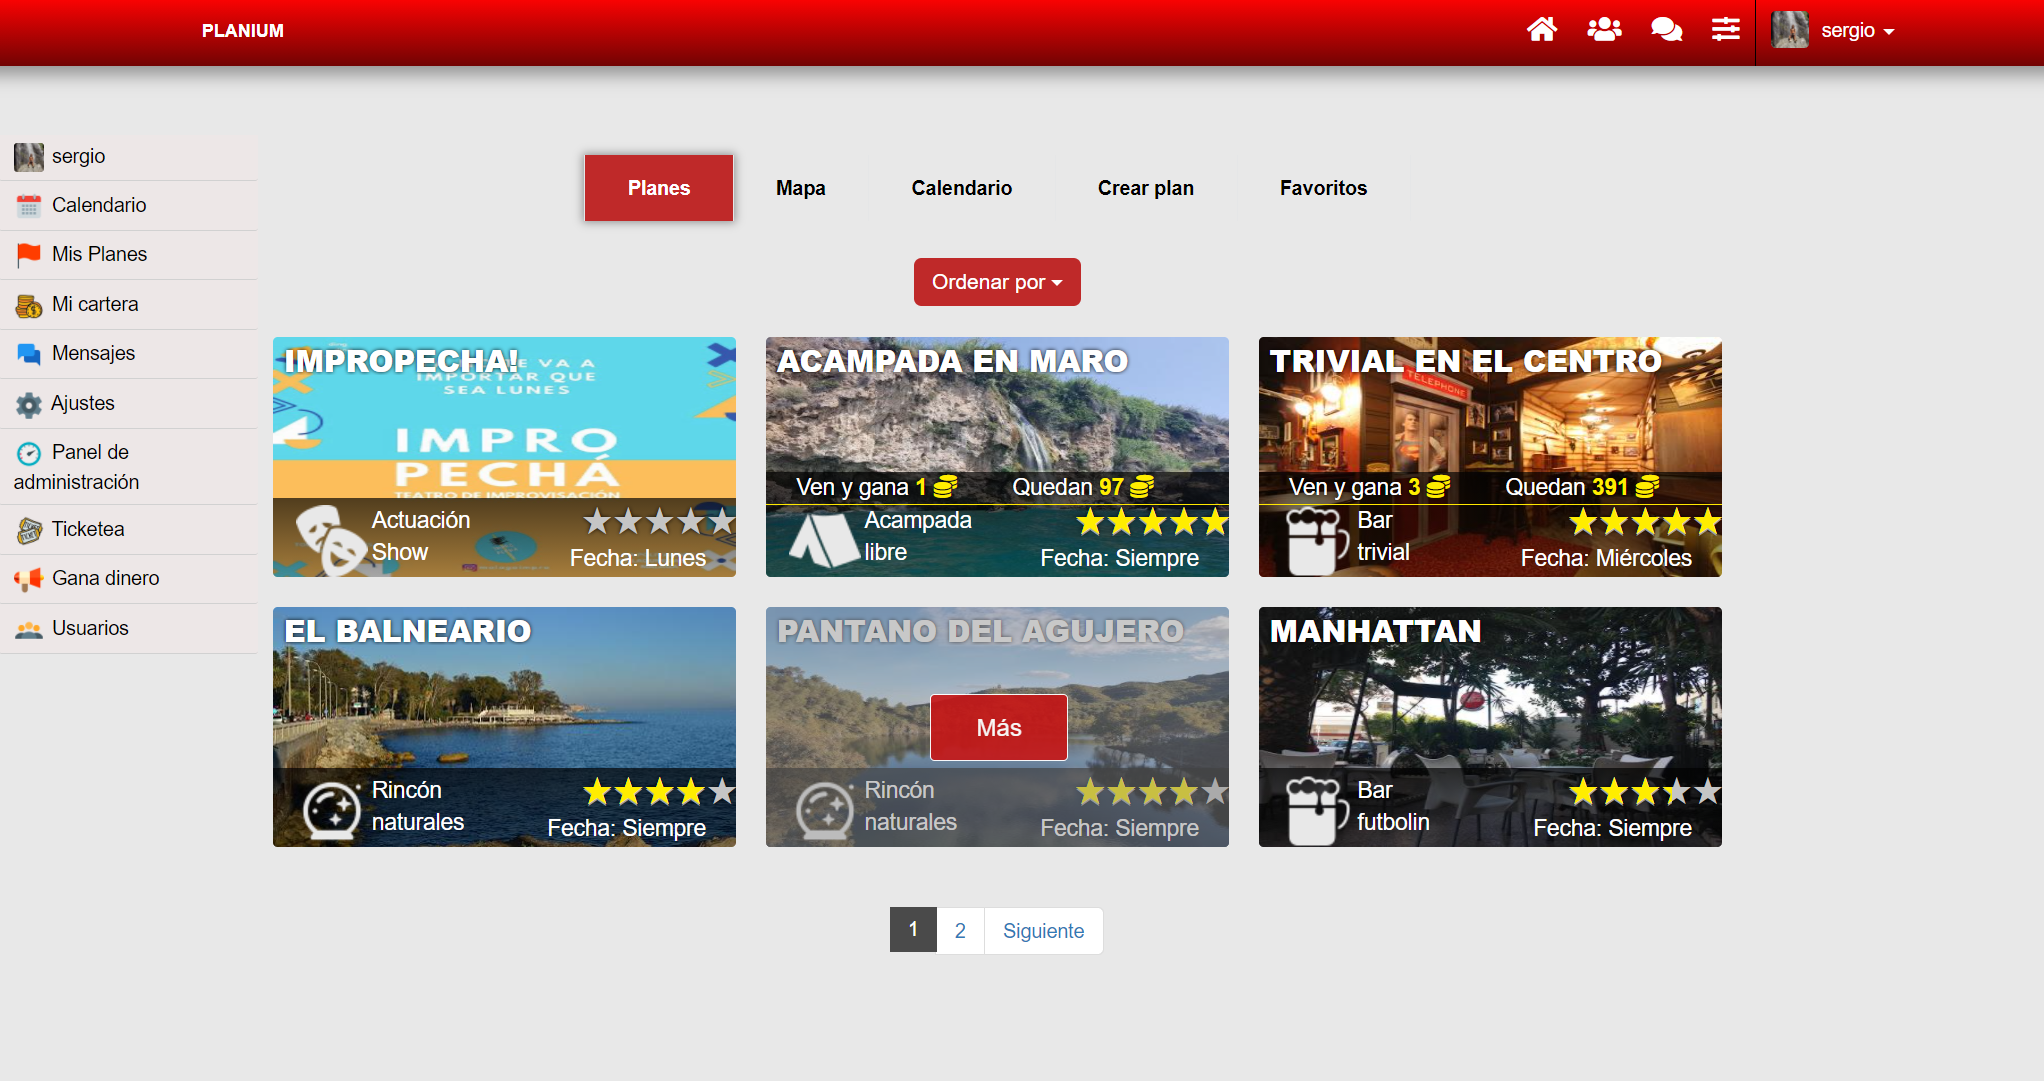 PLANIUM
sergio
sergio
Calendario
Mis Planes
Mi cartera
Mensajes
Ajustes
Panel de
administración
Ticketea
Gana dinero
Usuarios
Planes
Mapa
Calendario
Crear plan
Favoritos
Ordenar por
IMPROPECHA!
E VA A
IMPORTAR QUE
SEA LUNES
IMPRO
PECHÁ
TEATRO DE IMPROVISACIÓN
Actuación
Show
Fecha: Lunes
ACAMPADA EN MARO
Ven y gana 1
Quedan 97
Acampada
libre
Fecha: Siempre
TRIVIAL EN EL CENTRO
TELEPHONE
Ven y gana 3
Quedan 391
Bar
trivial
Fecha: Miércoles
EL BALNEARIO
Rincón
naturales
Fecha: Siempre
PANTANO DEL AGUJERO
Más
Rincón
naturales
Fecha: Siempre
MANHATTAN
Bar
futbolin
Fecha: Siempre
1
2
Siguiente